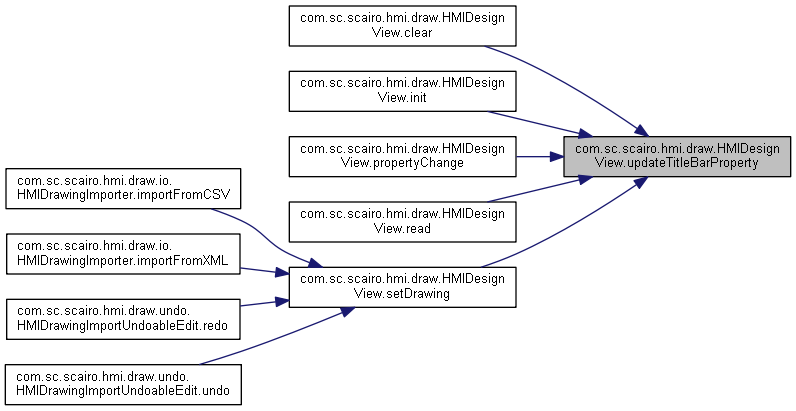 com.sc.scairo.hmi.draw.HMIDesign
View.clear
com.sc.scairo.hmi.draw.HMIDesign
View.init
com.sc.scairo.hmi.draw.HMIDesign
View.updateTitleBarProperty
com.sc.scairo.hmi.draw.HMIDesign
View.propertyChange
com.sc.scairo.hmi.draw.io.
HMIDrawingImporter.importFromCSV
com.sc.scairo.hmi.draw.HMIDesign
View.read
com.sc.scairo.hmi.draw.io.
HMIDrawingImporter.importFromXML
com.sc.scairo.hmi.draw.HMIDesign
View.setDrawing
com.sc.scairo.hmi.draw.undo.
HMIDrawingImportUndoableEdit.redo
com.sc.scairo.hmi.draw.undo.
HMIDrawingImportUndoableEdit.undo